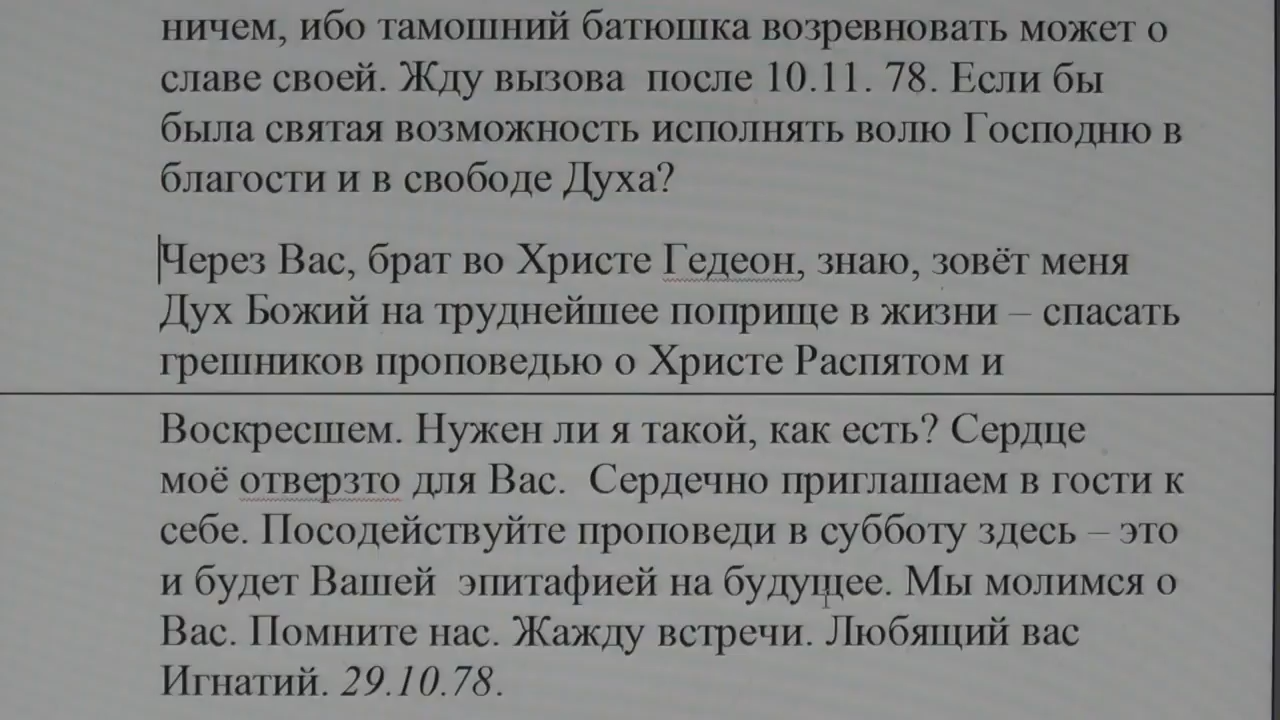 ничем, ибо тамошний батюшка возревновать может о
славе своей. Жду вызова  после 10.11. 78. Если бы
была святая возможность исполнять волю Господню в
благости и в свободе Духа?
Через Вас, брат во Христе Гедеон, знаю, зовёт меня
Дух Божий на труднейшее поприще в жизни – спасать
грешников проповедью о Христе Распятом и
Воскресшем. Нужен ли я такой, как есть? Сердце
моё отверзто для Вас.  Сердечно приглашаем в гости к
себе. Посодействуйте проповеди в субботу здесь – это
и будет Вашей  эпитафией на будущее. Мы молимся о
Вас. Помните нас. Жажду встречи. Любящий вас
Игнатий. 29.10.78.